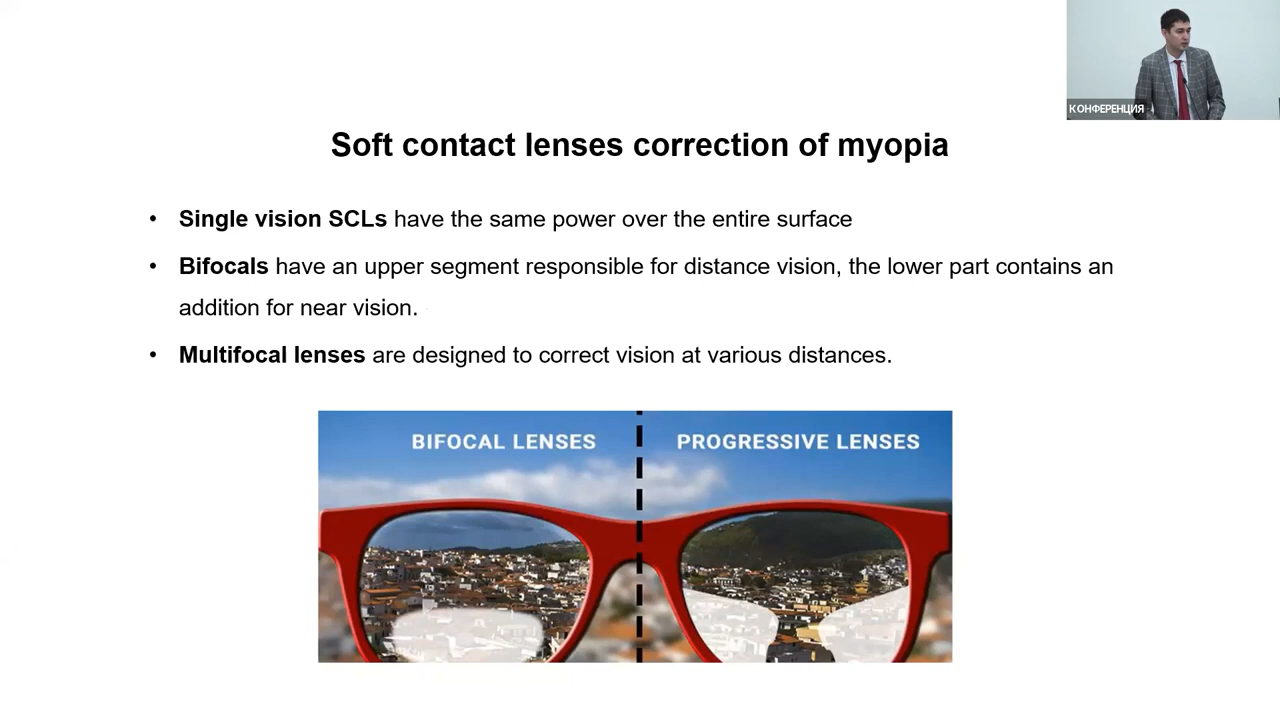 КОНФЕРЕНЦИЯ
Soft contact lenses correction of myopia
• Single vision SCLs have the same power over the entire surface
• Bifocals have an upper segment responsible for distance vision, the lower part contains an
addition for near vision.
• Multifocal lenses are designed to correct vision at various distances.
BIFOCAL LENSES
PROGRESSIVE LENSES